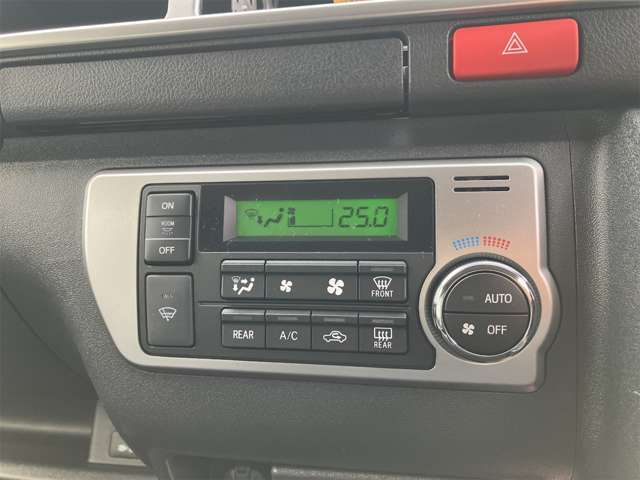 ON
ROOM
OFF
25.0
FRONT
REAR
A/C
REAR
AUTO
OFF